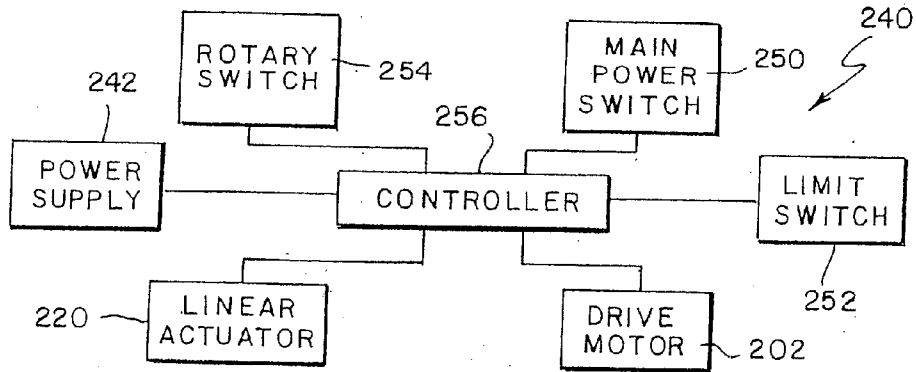 240
ROTARY
SWITCH
254
MAIN
POWER
SWITCH
250
242
256
POWER
SUPPLY
CONTROLLER
LIMIT
SWITCH
252
220
LINEAR
ACTUATOR
DRIVE
MOTOR
202